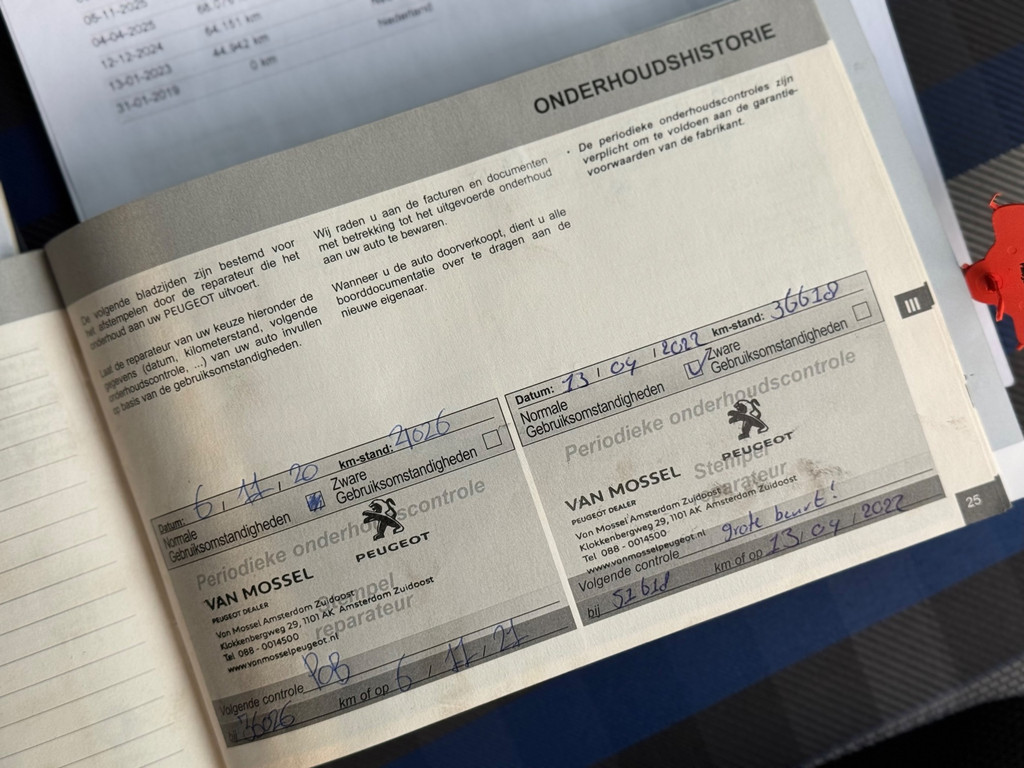 05-11-2025
04-04-2025 64.151 km Nederland
12-12-2024 44.942 km
13-01-2023 0 km
31-01-2019
ONDERHOUDSHISTORIE
De volgende bladzijden zijn bestemd voor
het afstempelen door de reparateur die het
onderhoud aan uw PEUGEOT uitvoert.
Laat de reparateur van uw keuze hieronder de
gegevens (datum, kilometerstand, volgende
onderhoudscontrole, ...) van uw auto invullen
op basis van de gebruiksomstandigheden.
Wij raden u aan de facturen en documenten
met betrekking tot het uitgevoerde onderhoud
aan uw auto te bewaren.
Wanneer u de auto doorverkoopt, dient u alle
boorddocumentatie over te dragen aan de
nieuwe eigenaar.
· De periodieke onderhoudscontroles zijn
verplicht om te voldoen aan de garantie-
voorwaarden van de fabrikant.
III
Datum: 6 , 11 , 20 km-stand: 21026
Normale
Gebruiksomstandigheden
Zware
Gebruiksomstandigheden
Periodieke onderhoudscontrole
PEUGEOT
VAN MOSSEL
PEUGEOT DEALER
Stempel
reparateur
Van Mossel Amsterdam Zuidoost
Klokkenbergweg 29, 1101 AK Amsterdam Zuidoost
Tel 088 - 0014500
www.vanmosselpeugeot.nl
Volgende controle
km of op 6 , 11 , 21
Datum: 13 , 04 , 2022 km-stand: 36618
Normale
Gebruiksomstandigheden
Zware
Gebruiksomstandigheden
Periodieke onderhoudscontrole
PEUGEOT
VAN MOSSEL
PEUGEOT DEALER
Stempel
reparateur
Van Mossel Amsterdam Zuidoost
Klokkenbergweg 29, 1101 AK Amsterdam Zuidoost
Tel 088 - 0014500
www.vanmosselpeugeot.nl
Volgende controle grote beurt!
bij 51618 km of op 13 , 04 , 2022
25